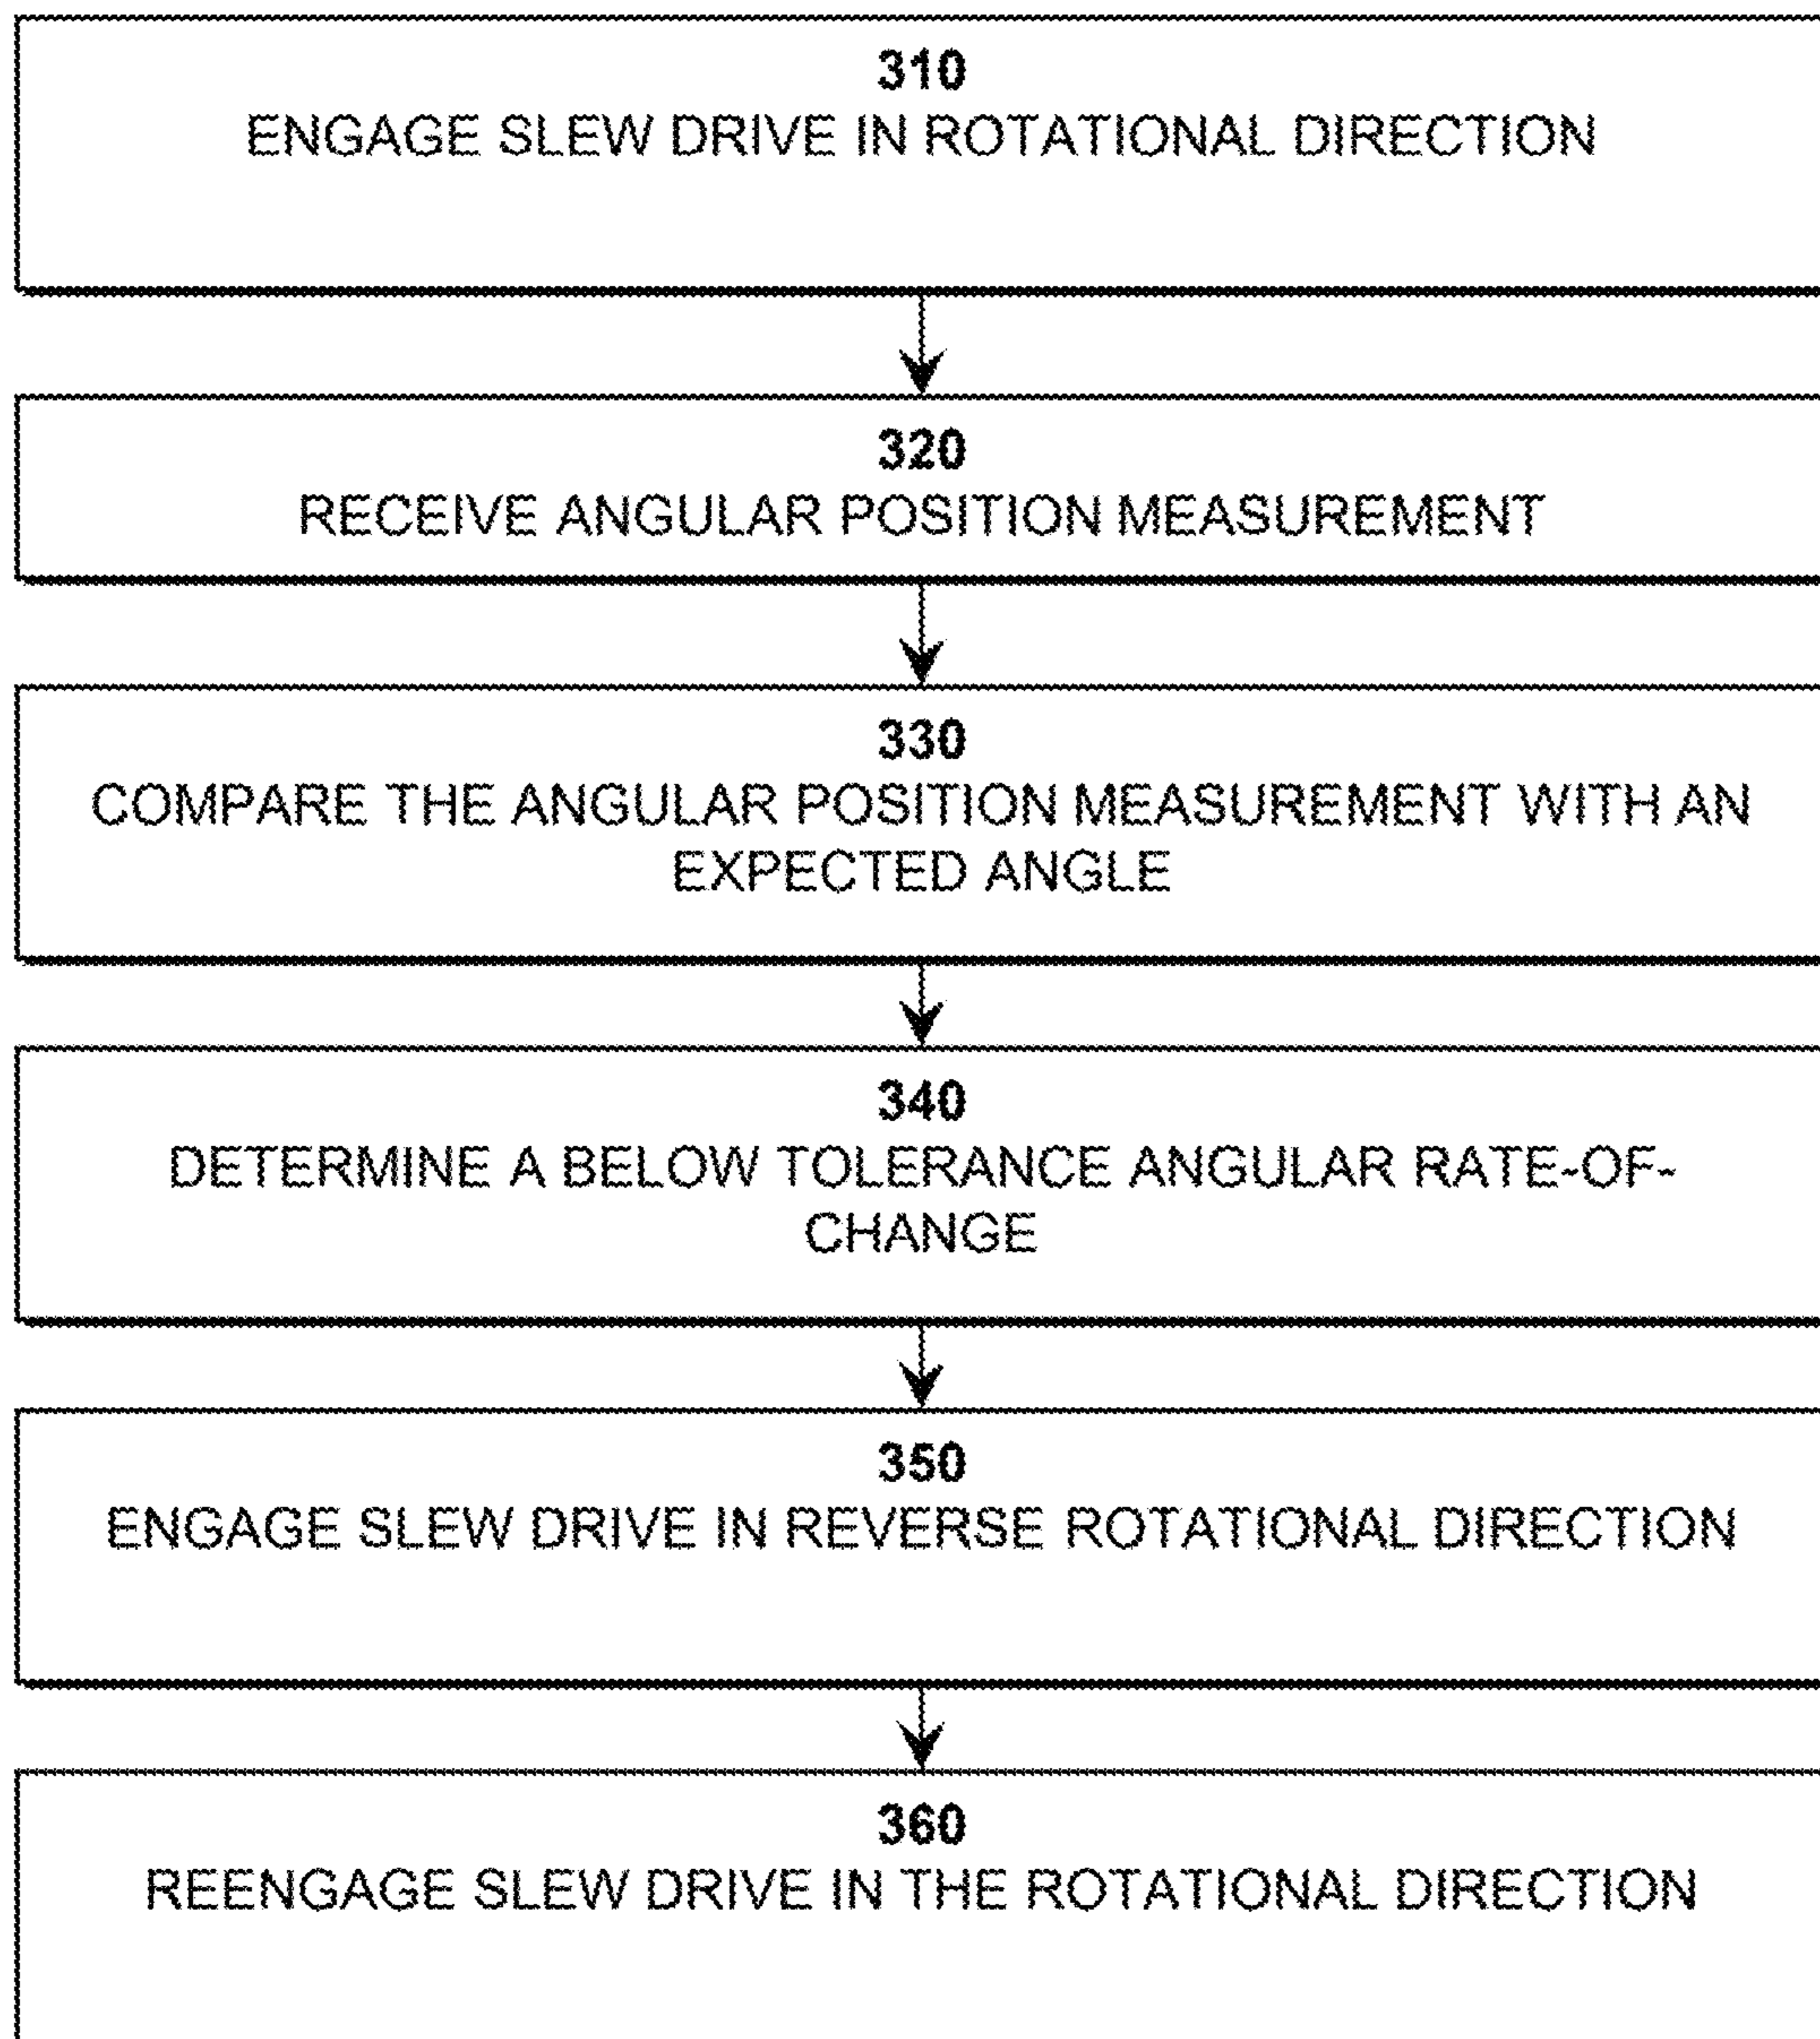 310
ENGAGE SLEW DRIVE IN ROTATIONAL DIRECTION
320
RECEIVE ANGULAR POSITION MEASUREMENT
330
COMPARE THE ANGULAR POSITION MEASUREMENT WITH AN
EXPECTED ANGLE
340
DETERMINE A BELOW TOLERANCE ANGULAR RATE-OF-
CHANGE
350
ENGAGE SLEW DRIVE IN REVERSE ROTATIONAL DIRECTION
360
REENGAGE SLEW DRIVE IN THE ROTATIONAL DIRECTION